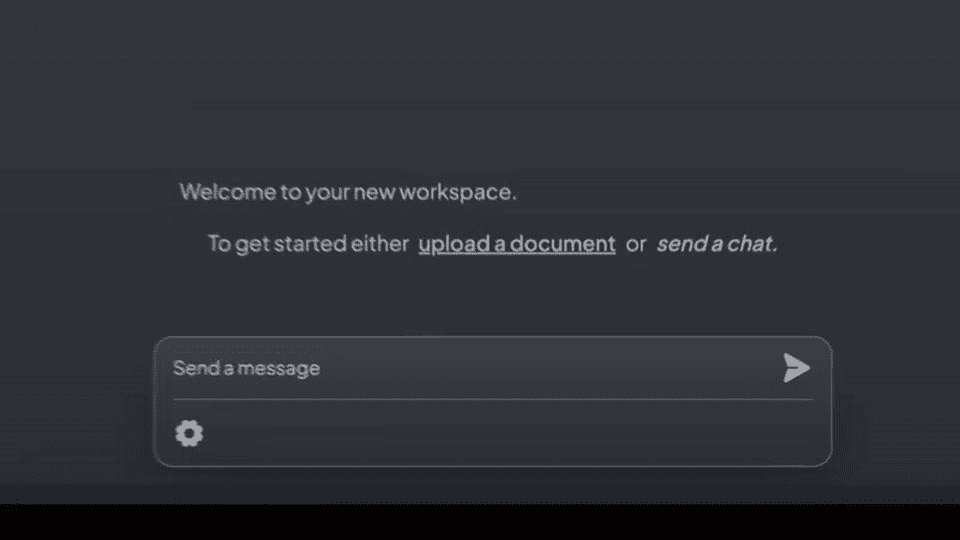 Welcome to your new workspace.
To get started either upload a document or send a chat.
Send a message